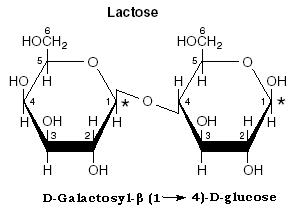 Lactose
6 6
HOCH₂ HOCH₂
5 O 5 O
HO H H H H OH
4 1 * O 4 1 *
H OH H H H OH H H
3 2 3 2
H OH H OH
D-Galactosyl-β (1→ 4)-D-glucose